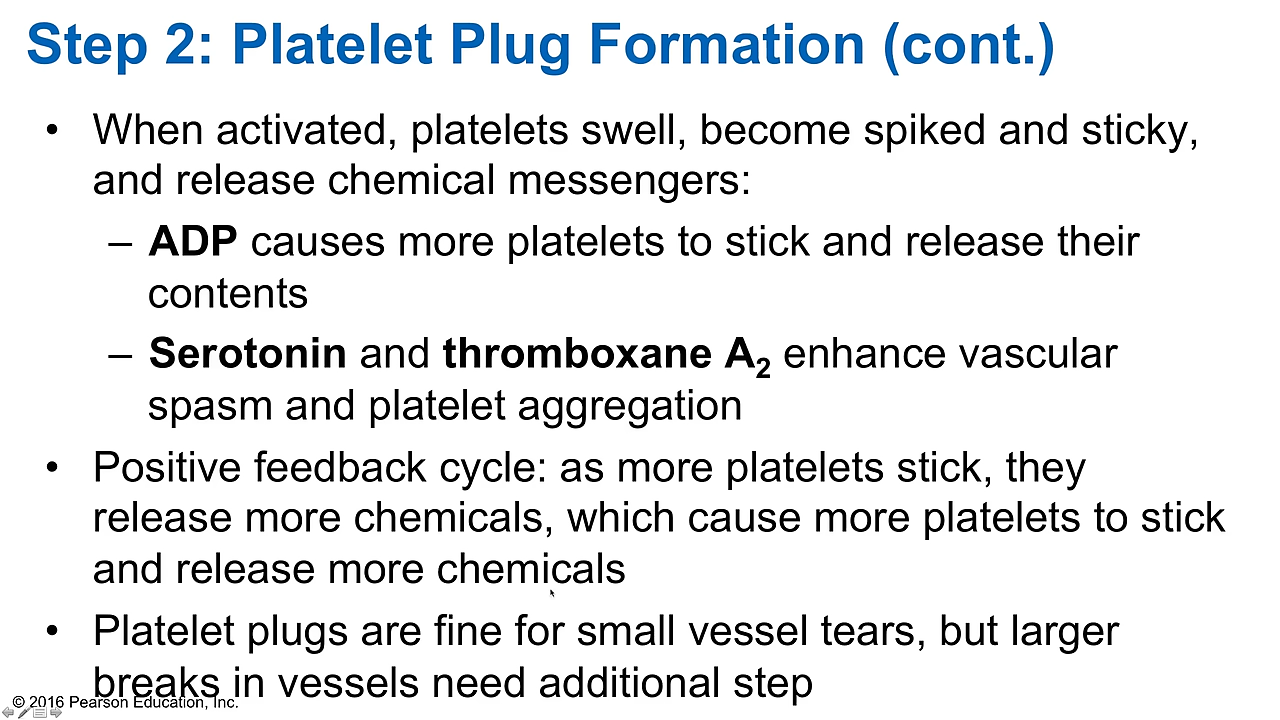 Step 2: Platelet Plug Formation (cont.)
• When activated, platelets swell, become spiked and sticky,
and release chemical messengers:
– ADP causes more platelets to stick and release their
contents
– Serotonin and thromboxane A₂ enhance vascular
spasm and platelet aggregation
• Positive feedback cycle: as more platelets stick, they
release more chemicals, which cause more platelets to stick
and release more chemicals
• Platelet plugs are fine for small vessel tears, but larger
breaks in vessels need additional step
© 2016 Pearson Education, Inc.